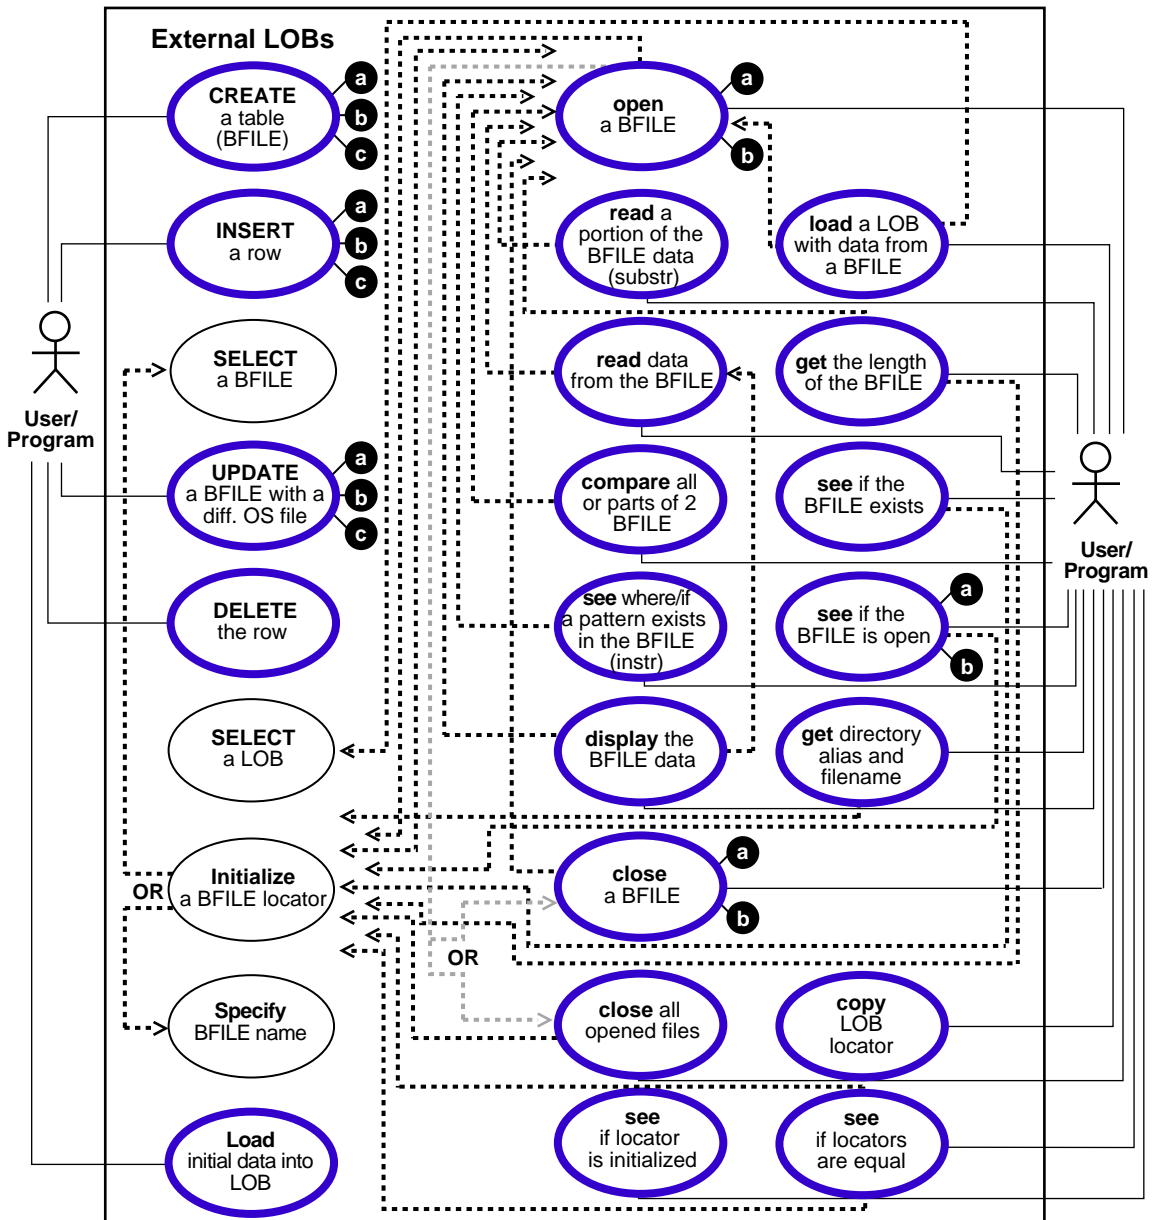 External LOBs
CREATE
a table
(BFILE)
a
b
c
INSERT
a row
a
b
c
SELECT
a BFILE
User/
Program
UPDATE
a BFILE with a
diff. OS file
a
b
c
DELETE
the row
SELECT
a LOB
OR
Initialize
a BFILE locator
Specify
BFILE name
Load
initial data into
LOB
open
a BFILE
a
b
read a
portion of the
BFILE data
(substr)
load a LOB
with data from
a BFILE
read data
from the BFILE
get the length
of the BFILE
compare all
or parts of 2
BFILE
see if the
BFILE exists
User/
Program
see where/if
a pattern exists
in the BFILE
(instr)
see if the
BFILE is open
a
b
display the
BFILE data
get directory
alias and
filename
close
a BFILE
a
b
OR
close all
opened files
copy
LOB
locator
see
if locator
is initialized
see
if locators
are equal